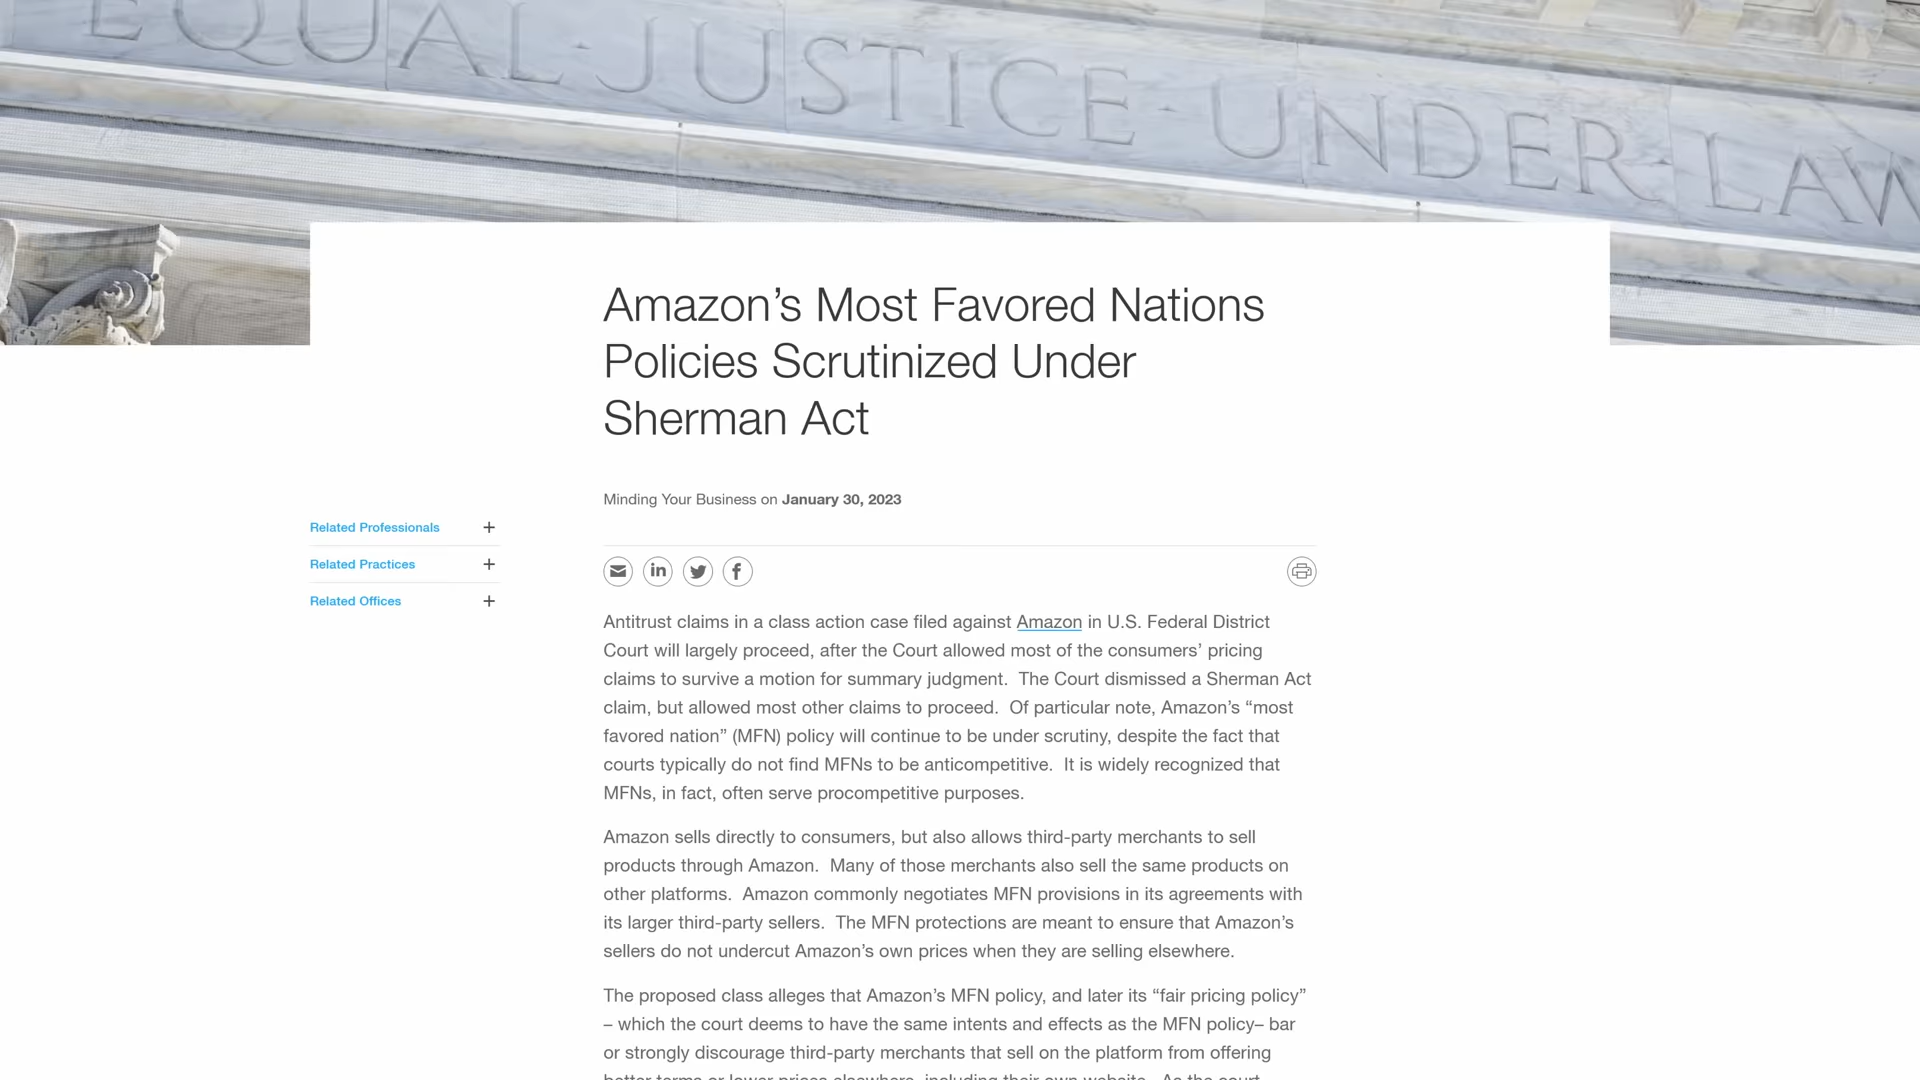 EQUAL·JUSTICE·UNDER·LAW
Amazon’s Most Favored Nations
Policies Scrutinized Under
Sherman Act
Minding Your Business on January 30, 2023
Related Professionals +
Related Practices +
Related Offices +
Antitrust claims in a class action case filed against Amazon in U.S. Federal District
Court will largely proceed, after the Court allowed most of the consumers’ pricing
claims to survive a motion for summary judgment.  The Court dismissed a Sherman Act
claim, but allowed most other claims to proceed.  Of particular note, Amazon’s “most
favored nation” (MFN) policy will continue to be under scrutiny, despite the fact that
courts typically do not find MFNs to be anticompetitive.  It is widely recognized that
MFNs, in fact, often serve procompetitive purposes.
Amazon sells directly to consumers, but also allows third-party merchants to sell
products through Amazon.  Many of those merchants also sell the same products on
other platforms.  Amazon commonly negotiates MFN provisions in its agreements with
its larger third-party sellers.  The MFN protections are meant to ensure that Amazon’s
sellers do not undercut Amazon’s own prices when they are selling elsewhere.
The proposed class alleges that Amazon’s MFN policy, and later its “fair pricing policy”
– which the court deems to have the same intents and effects as the MFN policy– bar
or strongly discourage third-party merchants that sell on the platform from offering
better terms or lower prices elsewhere, including their own website.  As the court